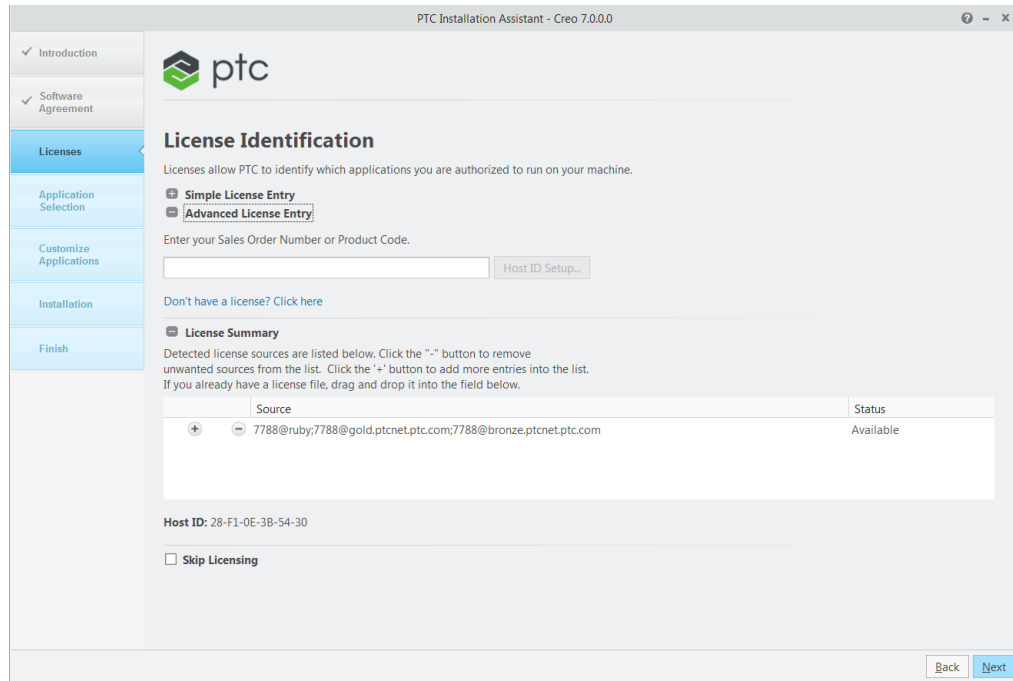 PTC Installation Assistant - Creo 7.0.0.0
Introduction
Software
Agreement
Licenses
Application
Selection
Customize
Applications
Installation
Finish
ptc
License Identification
Licenses allow PTC to identify which applications you are authorized to run on your machine.
Simple License Entry
Advanced License Entry
Enter your Sales Order Number or Product Code.
Host ID Setup...
Don't have a license? Click here
License Summary
Detected license sources are listed below. Click the "-" button to remove
unwanted sources from the list. Click the '+' button to add more entries into the list.
If you already have a license file, drag and drop it into the field below.
Source Status
7788@ruby;7788@gold.ptcnet.ptc.com;7788@bronze.ptcnet.ptc.com Available
Host ID: 28-F1-0E-3B-54-30
Skip Licensing
Back Next